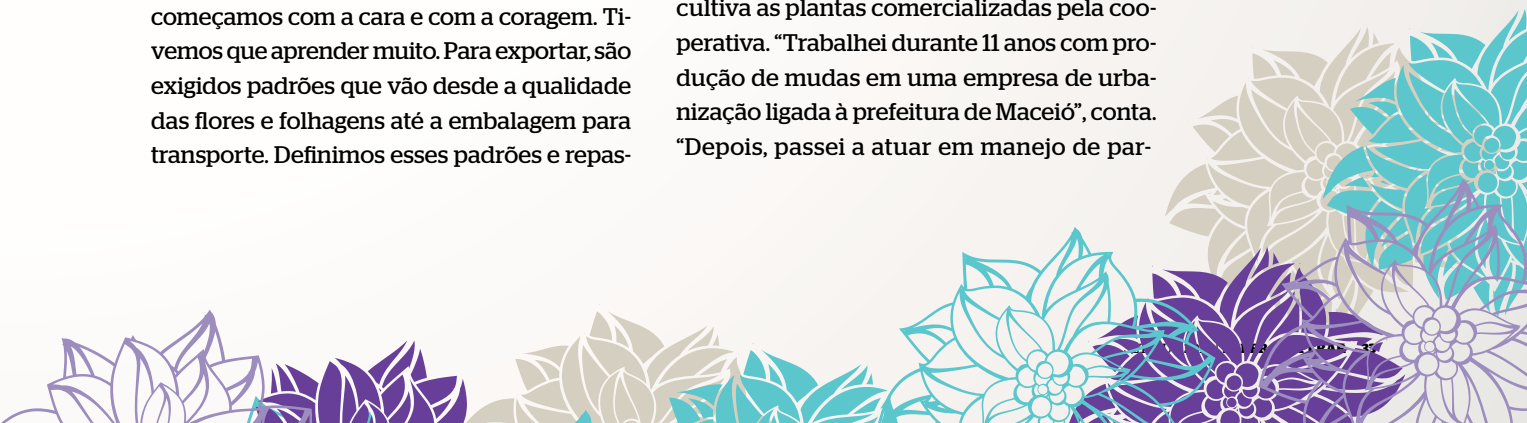 começamos com a cara e com a coragem. Ti-
vemos que aprender muito. Para exportar, são
exigidos padrões que vão desde a qualidade
das flores e folhagens até a embalagem para
transporte. Definimos esses padrões e repas-
cultiva as plantas comercializadas pela coo-
perativa. “Trabalhei durante 11 anos com pro-
dução de mudas em uma empresa de urba-
nização ligada à prefeitura de Maceió”, conta.
“Depois, passei a atuar em manejo de par-